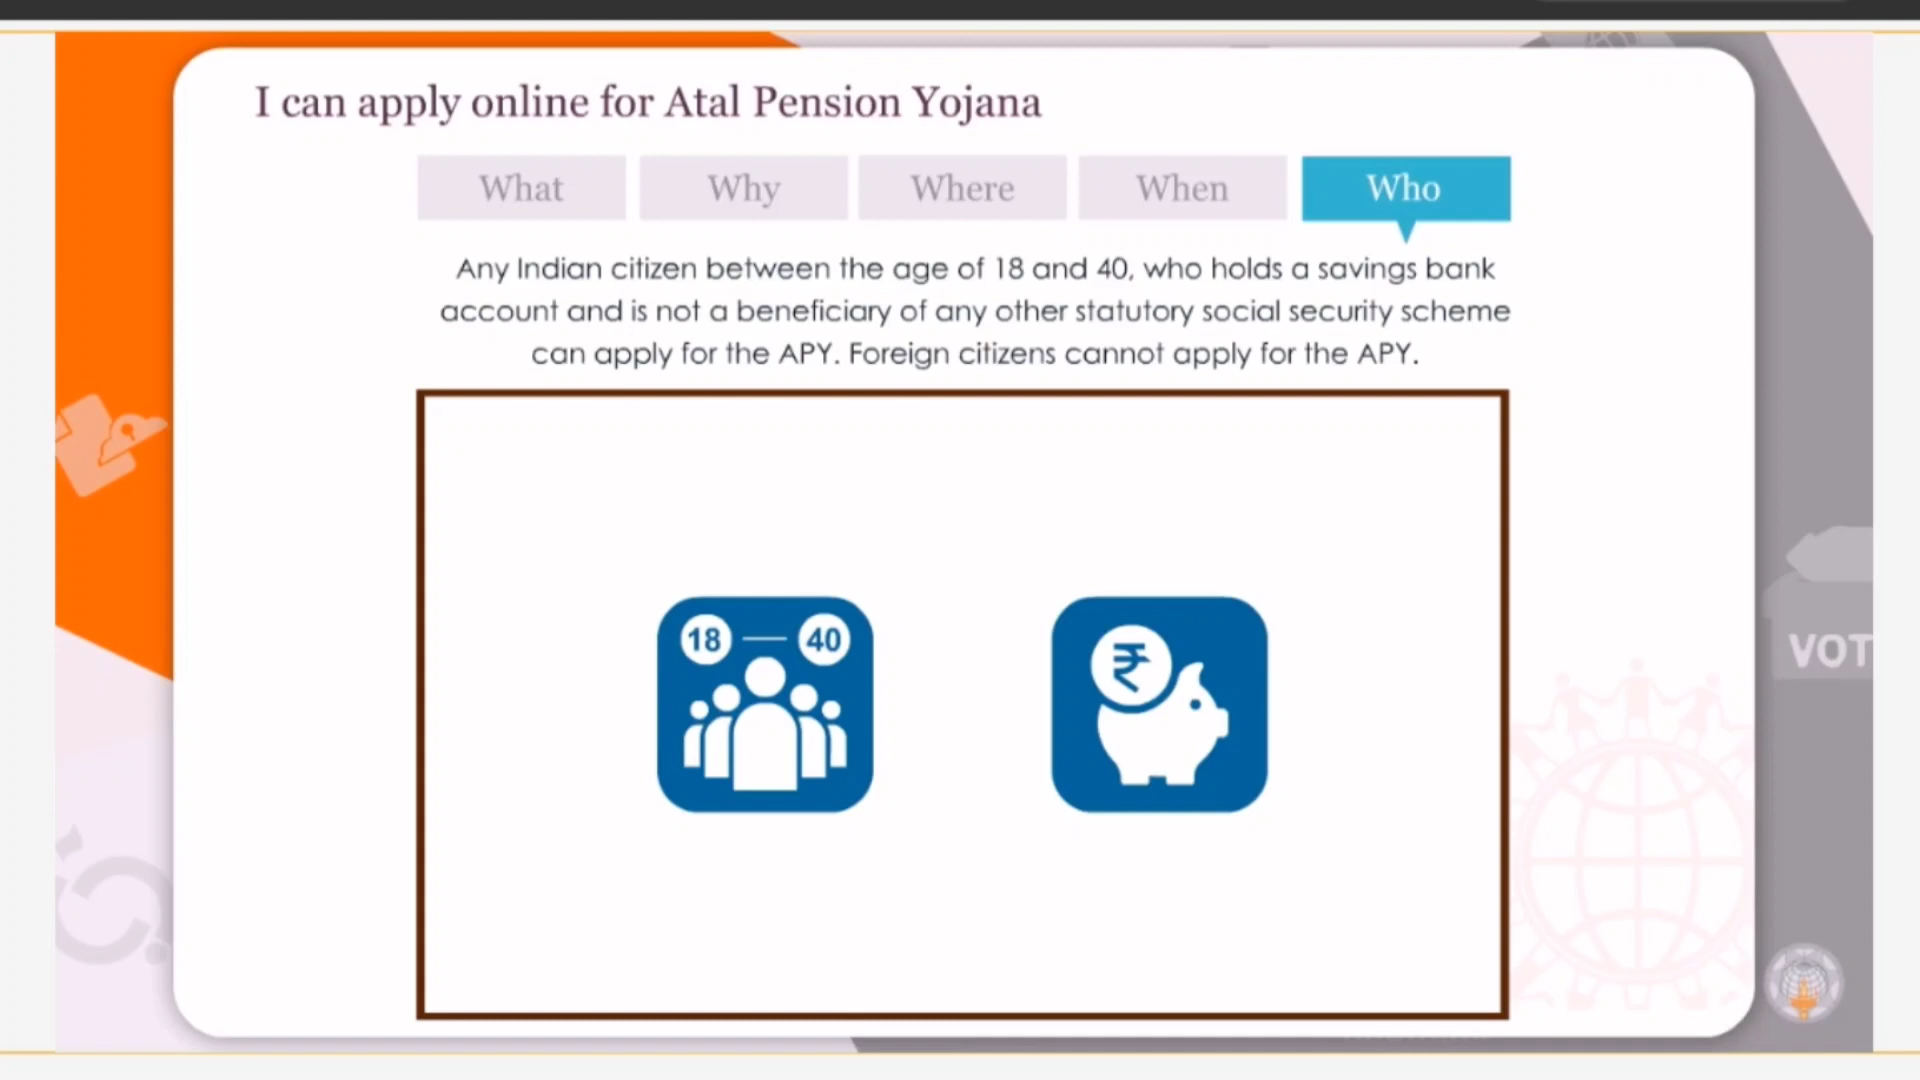 I can apply online for Atal Pension Yojana
What
Why
Where
When
Who
Any Indian citizen between the age of 18 and 40, who holds a savings bank
account and is not a beneficiary of any other statutory social security scheme
can apply for the APY. Foreign citizens cannot apply for the APY.
18
40
₹
VOT